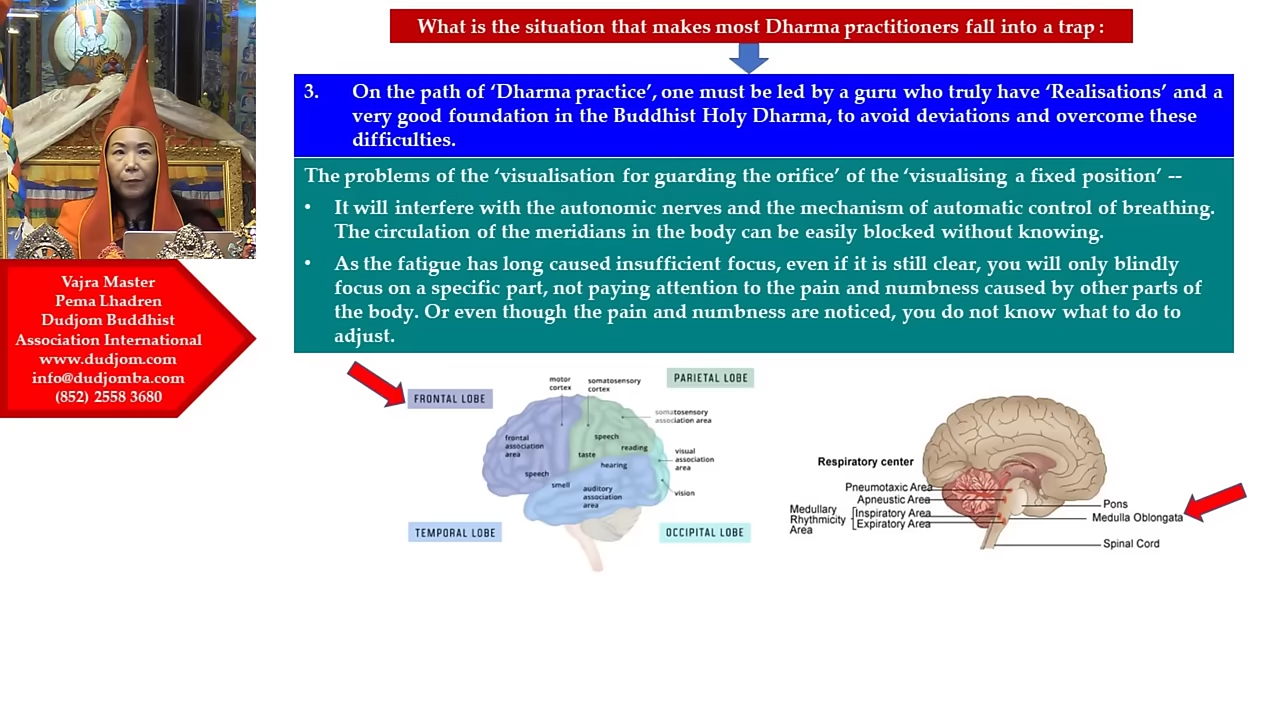 What is the situation that makes most Dharma practitioners fall into a trap :
3. On the path of ‘Dharma practice’, one must be led by a guru who truly have ‘Realisations’ and a
very good foundation in the Buddhist Holy Dharma, to avoid deviations and overcome these
difficulties.
The problems of the ‘visualisation for guarding the orifice’ of the ‘visualising a fixed position’ --
• It will interfere with the autonomic nerves and the mechanism of automatic control of breathing.
The circulation of the meridians in the body can be easily blocked without knowing.
• As the fatigue has long caused insufficient focus, even if it is still clear, you will only blindly
focus on a specific part, not paying attention to the pain and numbness caused by other parts of
the body. Or even though the pain and numbness are noticed, you do not know what to do to
adjust.
Vajra Master
Pema Lhadren
Dudjom Buddhist
Association International
www.dudjom.com
info@dudjomba.com
(852) 2558 3680
FRONTAL LOBE
motor
cortex
somatosensory
cortex
PARIETAL LOBE
somatosensory
association area
frontal
association
area
speech
reading
taste
hearing
visual
association
area
speech
smell
auditory
association
area
vision
TEMPORAL LOBE
OCCIPITAL LOBE
Respiratory center
Pneumotaxic Area
Apneustic Area
Medullary
Rhythmicity
Area
Inspiratory Area
Expiratory Area
Pons
Medulla Oblongata
Spinal Cord